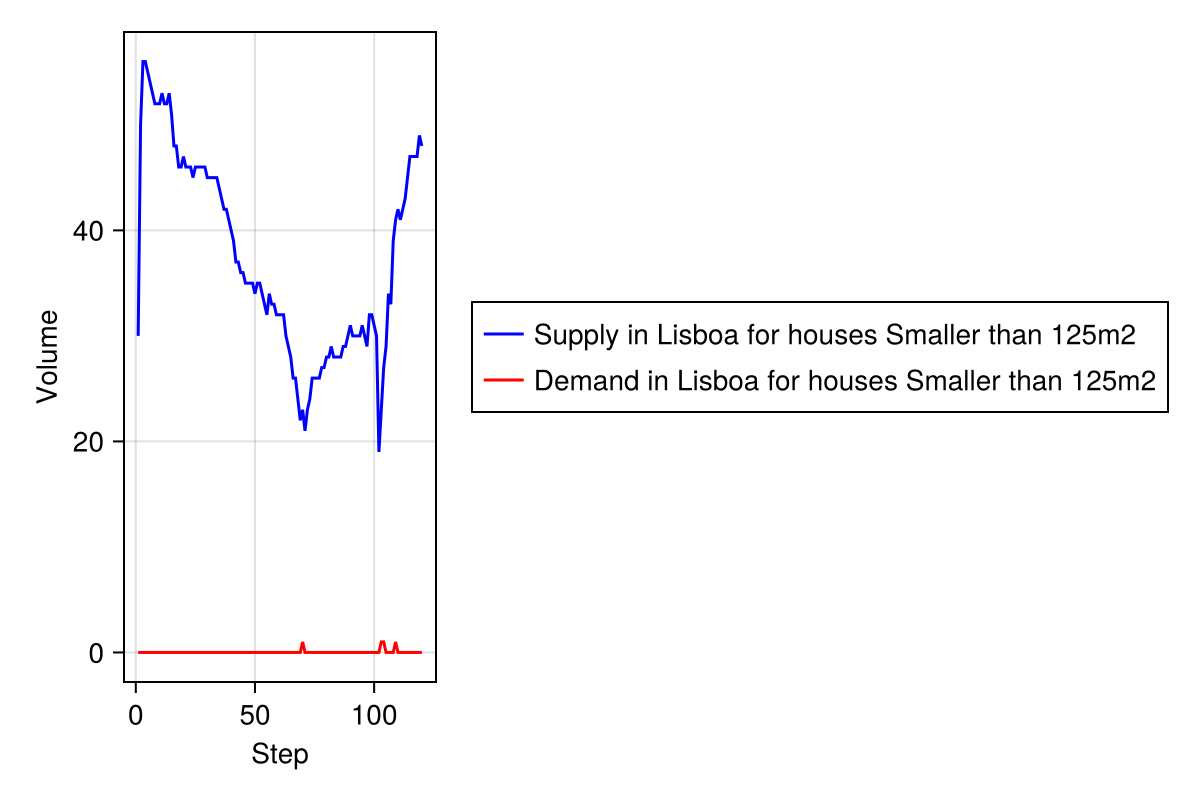 Volume
40
20
0
0 50 100
Step
Supply in Lisboa for houses Smaller than 125m2
Demand in Lisboa for houses Smaller than 125m2